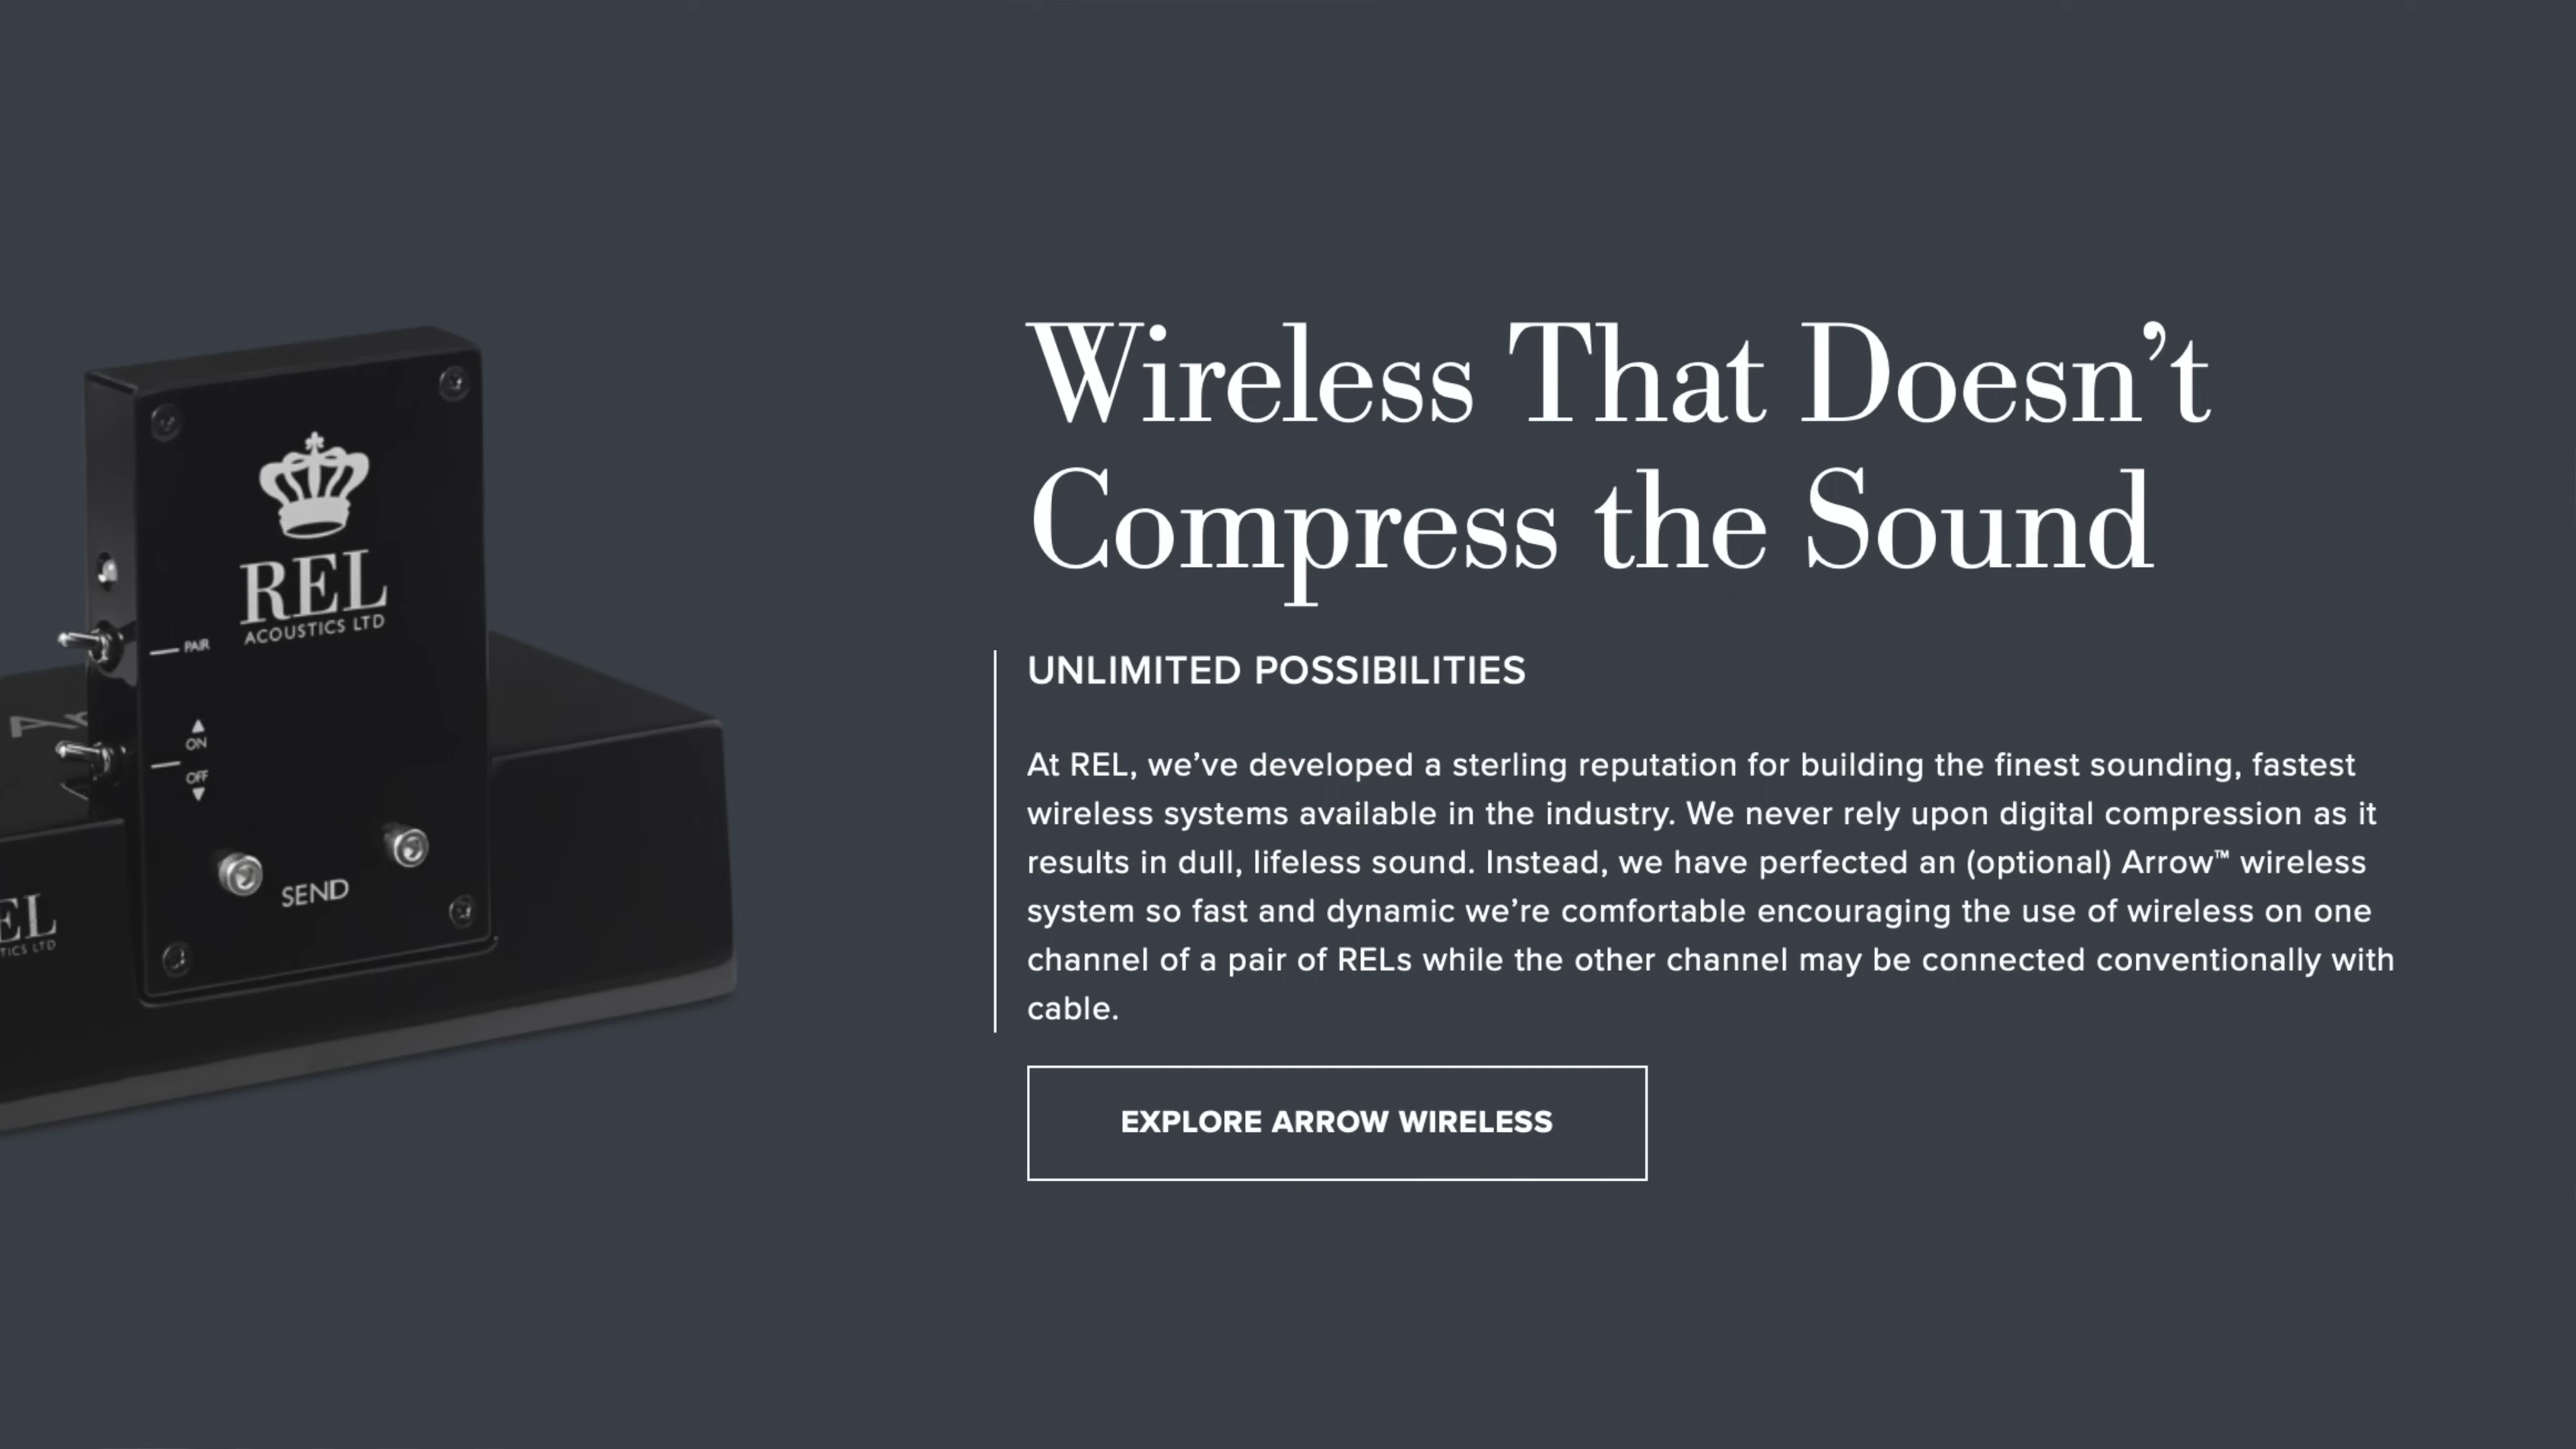 Wireless That Doesn’t
Compress the Sound
UNLIMITED POSSIBILITIES
At REL, we’ve developed a sterling reputation for building the finest sounding, fastest
wireless systems available in the industry. We never rely upon digital compression as it
results in dull, lifeless sound. Instead, we have perfected an (optional) Arrow™ wireless
system so fast and dynamic we’re comfortable encouraging the use of wireless on one
channel of a pair of RELs while the other channel may be connected conventionally with
cable.
EXPLORE ARROW WIRELESS
REL
ACOUSTICS LTD
PAIR
ON
OFF
SEND
EL
TICS LTD